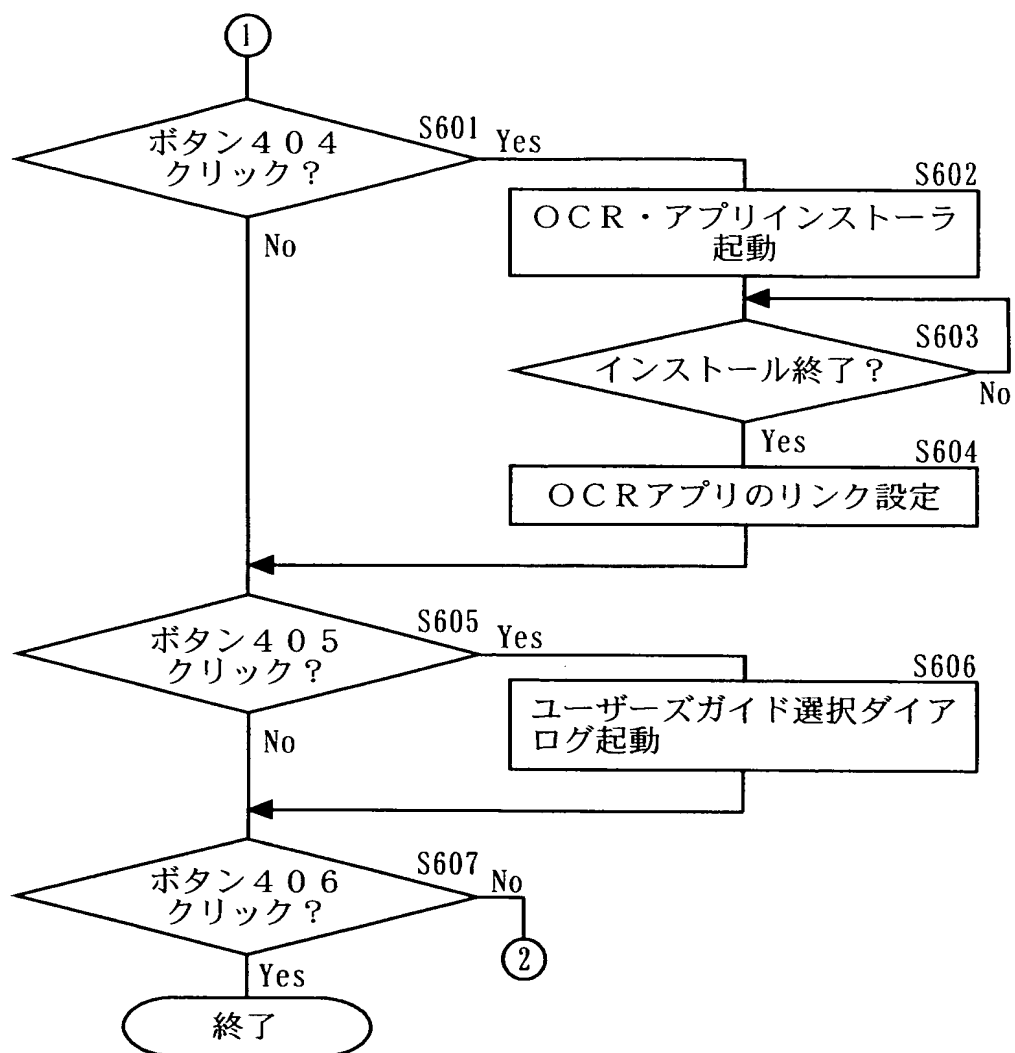 1
ボタン４０４
クリック？
S601
Yes
No
S602
ＯＣＲ・アプリインストーラ
起動
S603
インストール終了？
No
Yes
S604
ＯＣＲアプリのリンク設定
ボタン４０５
クリック？
S605
Yes
No
S606
ユーザーズガイド選択ダイア
ログ起動
ボタン４０６
クリック？
S607
No
2
Yes
終了